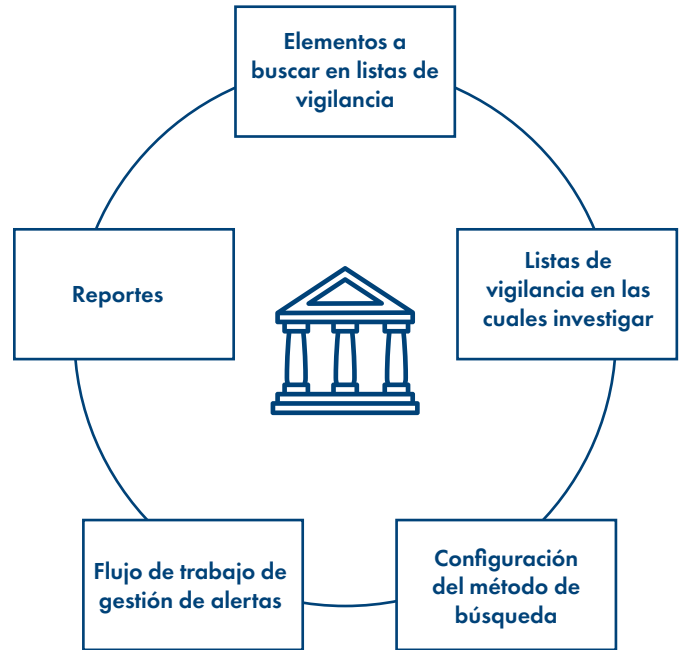 Elementos a
buscar en listas de
vigilancia
Listas de
vigilancia en las
cuales investigar
Configuración
del método de
búsqueda
Flujo de trabajo de
gestión de alertas
Reportes